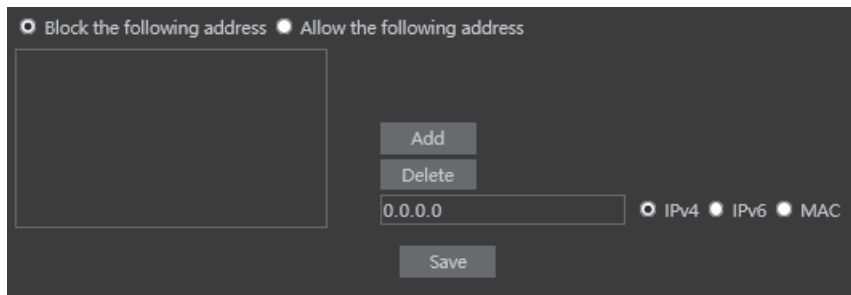 Block the following address Allow the following address
Add
Delete
0.0.0.0 IPv4 IPv6 MAC
Save